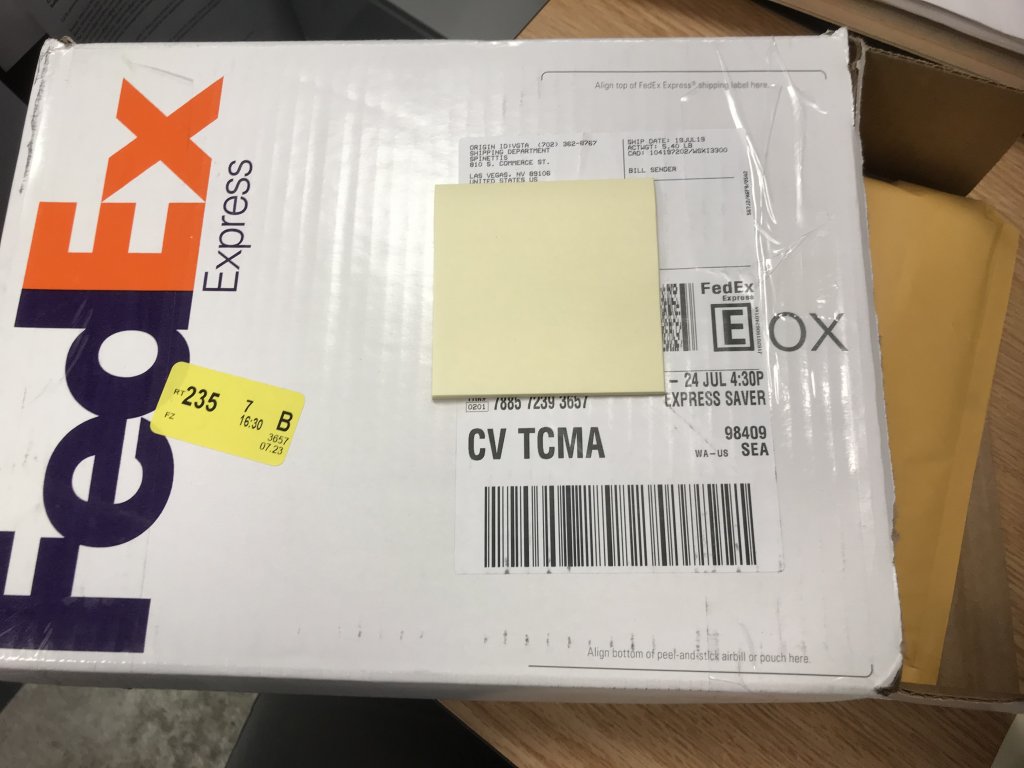 FedEx
Express
Align top of FedEx Express® shipping label here.
ORIGIN ID:VGTA (702) 362-8767
SHIPPING DEPARTMENT
SPINETTIS
810 S. COMMERCE ST.
LAS VEGAS, NV 89106
UNITED STATES US
SHIP DATE: 19JUL19
ACTWGT: 5.40 LB
CAD: 104197202/WSXI3300
BILL SENDER
FedEx
Express
E
OX
- 24 JUL 4:30P
EXPRESS SAVER
0201
7885 7239 3657
CV TCMA
98409
WA-US SEA
RT 235 7 B
FZ 16:30
3657
07.23
Align bottom of peel-and-stick airbill or pouch here.